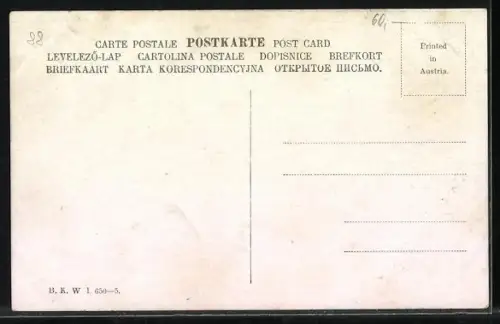 88
60,
CARTE POSTALE POSTKARTE POST CARD
LEVELEZŐ-LAP CARTOLINA POSTALE DOPISNICE BREFKORT
BRIEFKAART KARTA KORESPONDENCYJNA ОТКРЫТОЕ ПИСЬМО.
Printed
in
Austria.
B. K. W I. 650—5.